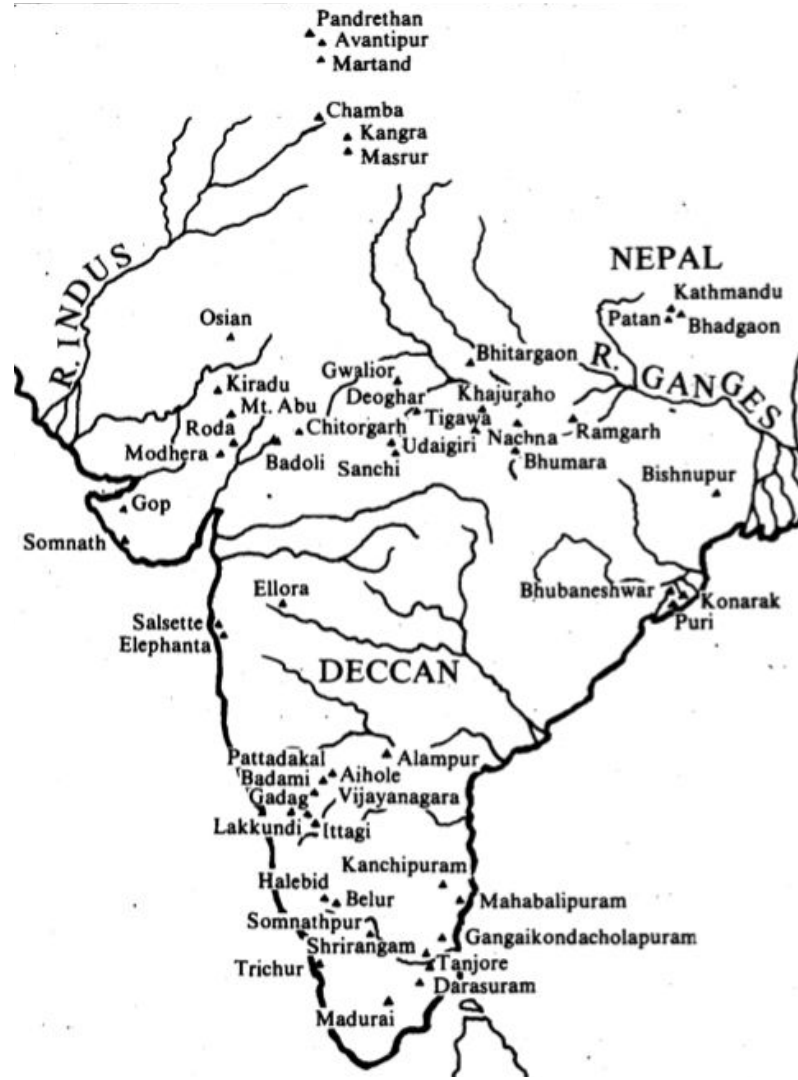 Pandrethan
Avantipur
Martand
Chamba
Kangra
Masrur
R. INDUS
NEPAL
Kathmandu
Patan
Bhadgaon
Osian
Bhitargaon
R. GANGES
Gwalior
Kiradu
Deoghar
Khajuraho
Mt. Abu
Tigawa
Roda
Chitorgarh
Ramgarh
Udaigiri
Nachna
Modhera
Badoli
Sanchi
Bhumara
Bishnupur
Gop
Somnath
Ellora
Bhubaneshwar
Konarak
Puri
Salsette
Elephanta
DECCAN
Pattadakal
Alampur
Badami
Aihole
Gadag
Vijayanagara
Lakkundi
Ittagi
Kanchipuram
Halebid
Belur
Mahabalipuram
Somnathpur
Gangaikondacholapuram
Shrirangam
Trichur
Tanjore
Darasuram
Madurai